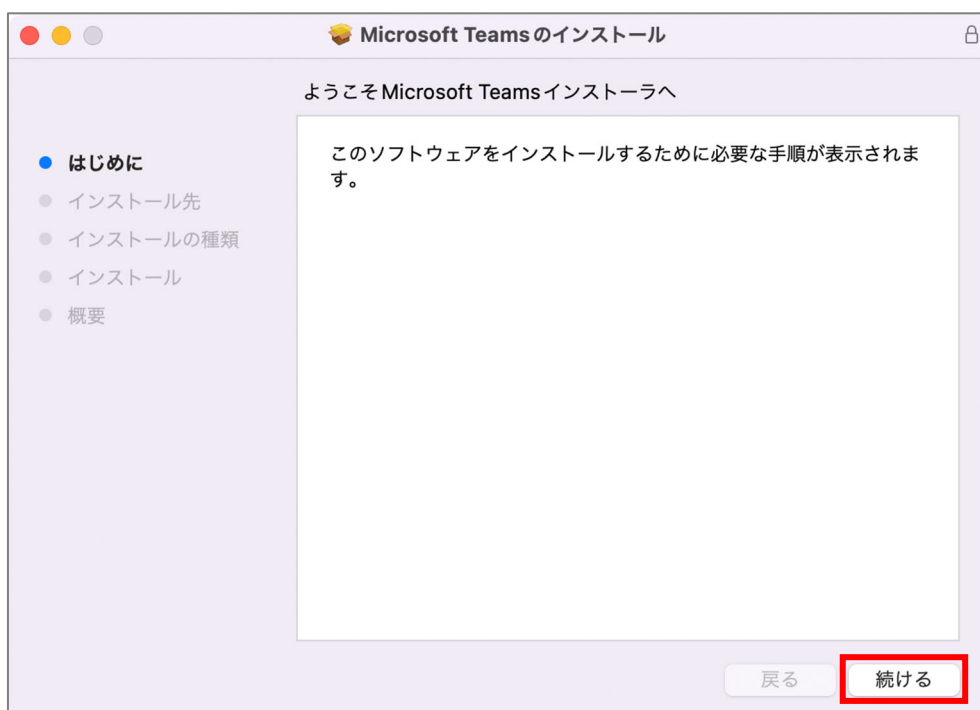 Microsoft Teamsのインストール
ようこそMicrosoft Teamsインストーラへ
はじめに
インストール先
インストールの種類
インストール
概要
このソフトウェアをインストールするために必要な手順が表示されま
す。
戻る
続ける